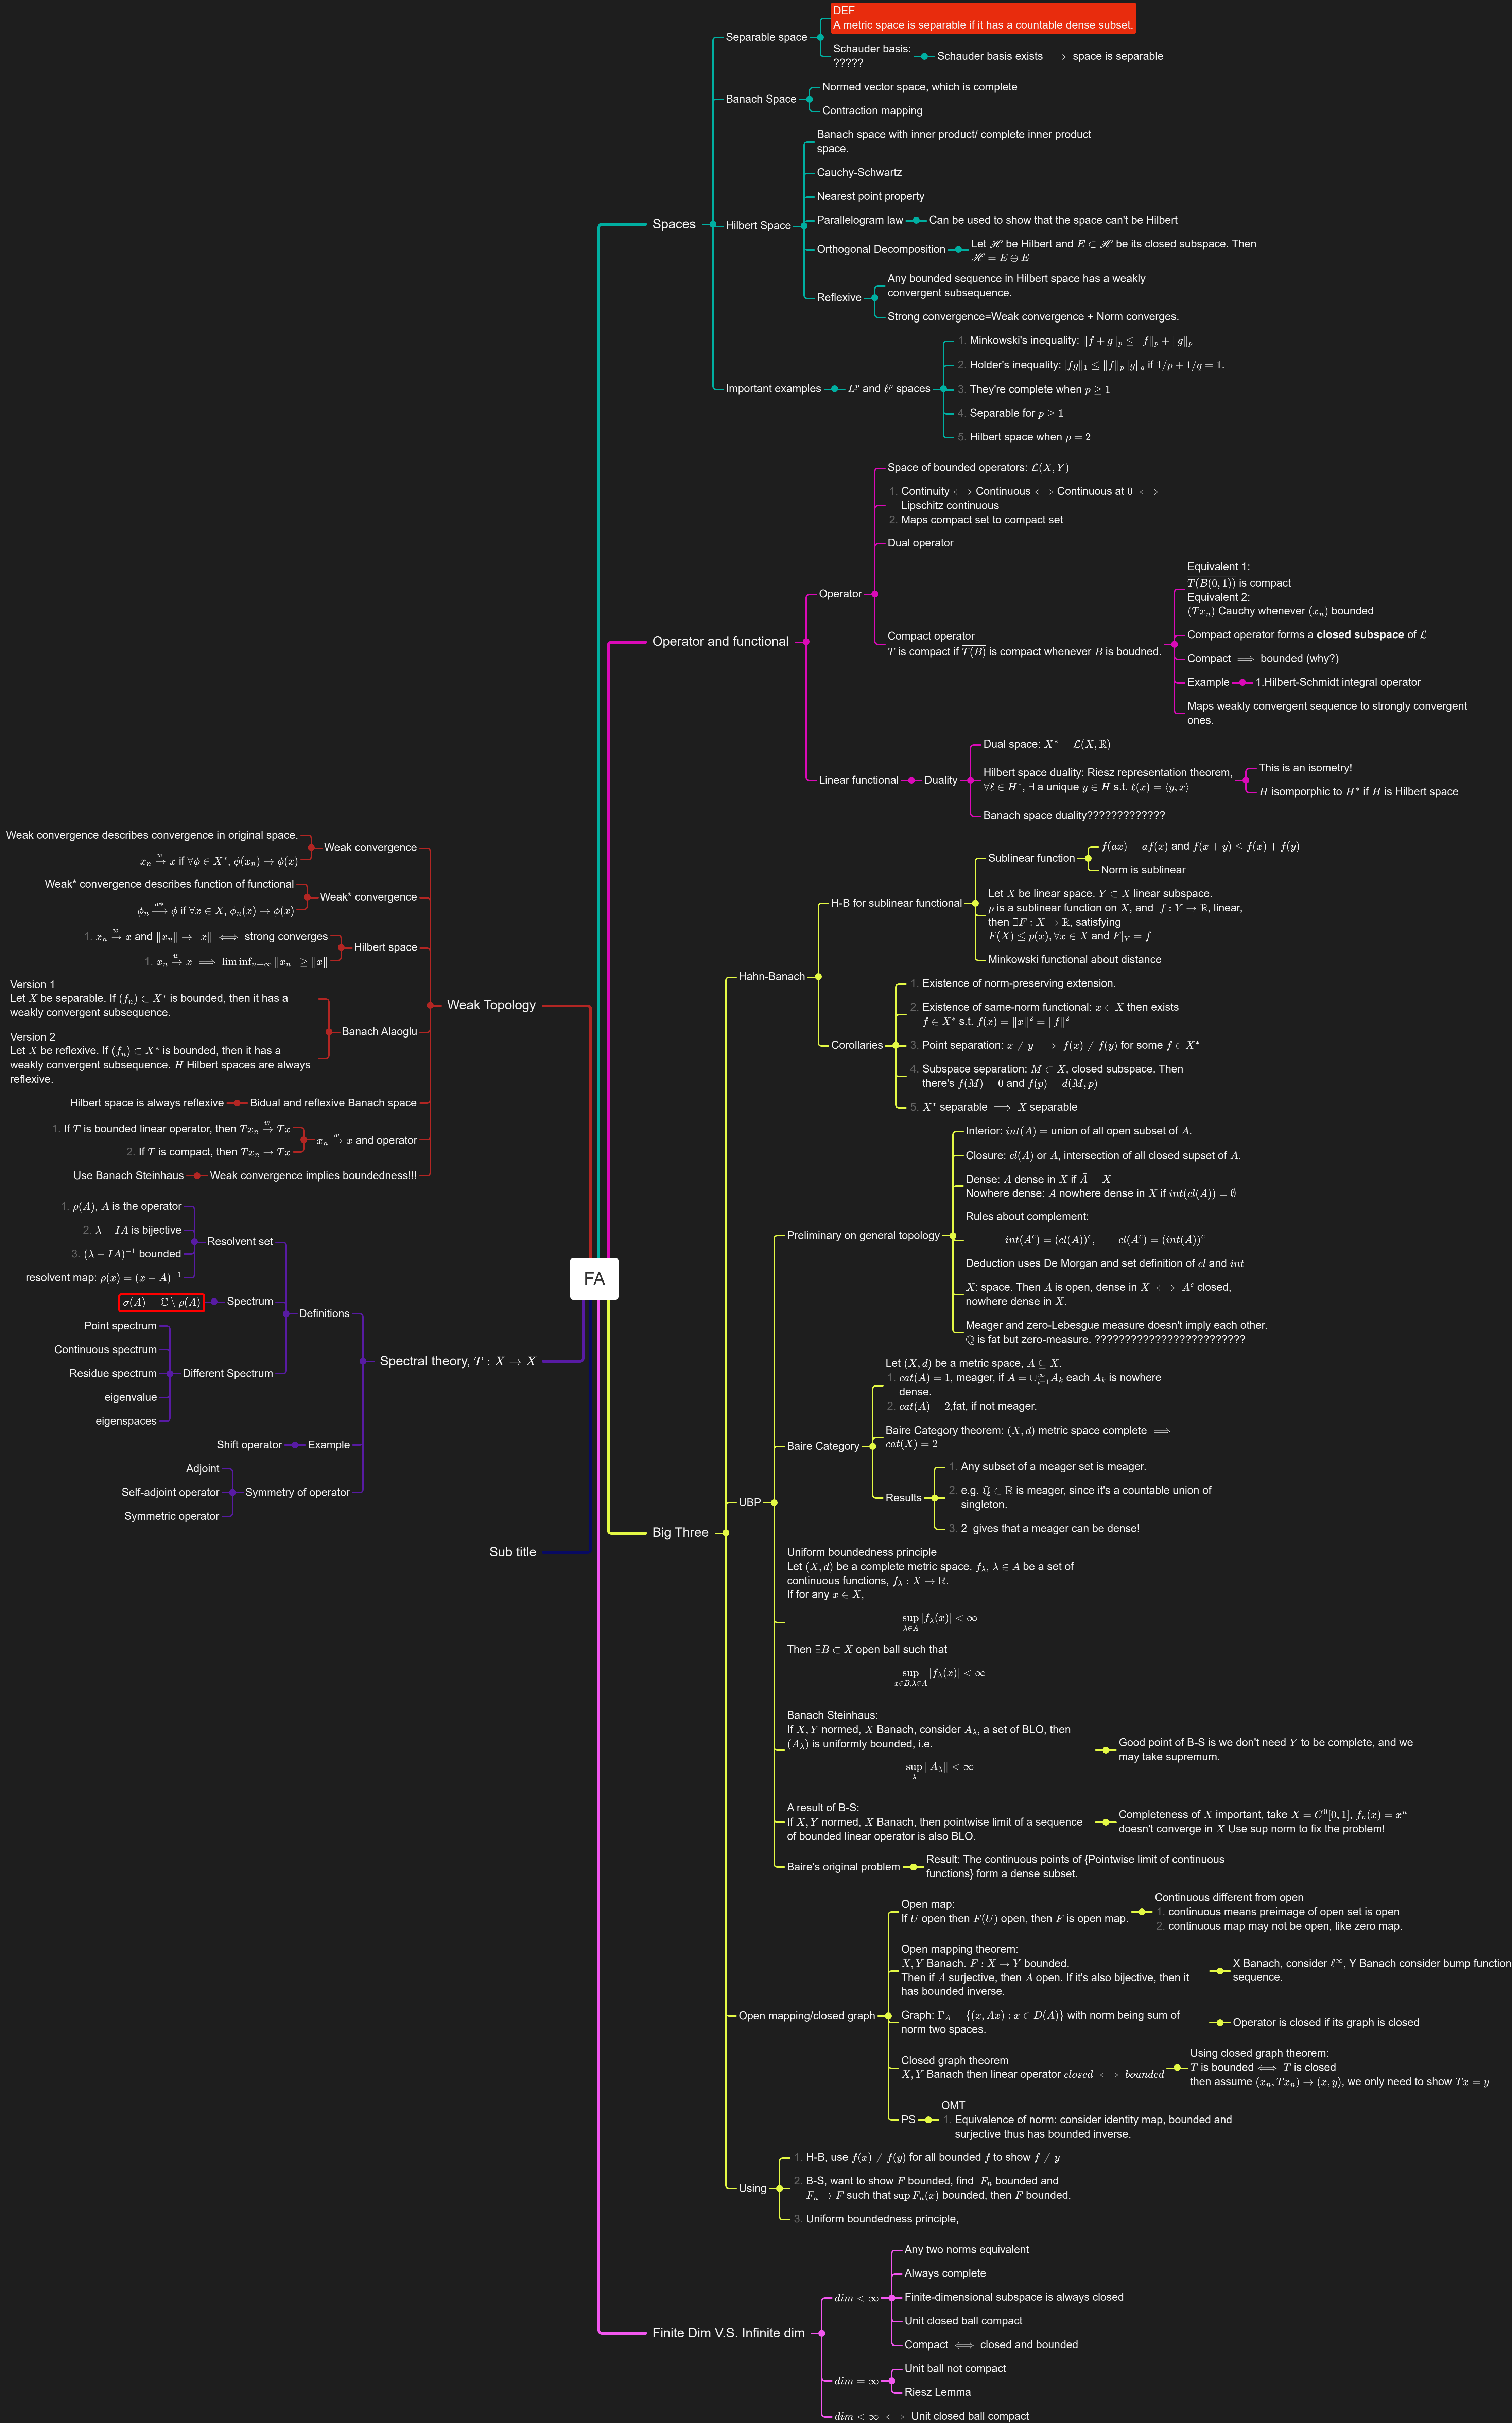 DEF
A metric space is separable if it has a countable dense subset.
Separable space
Schauder basis:
?????
Schauder basis exists ⟹ space is separable
Banach Space
Normed vector space, which is complete
Contraction mapping
Banach space with inner product/ complete inner product
space.
Cauchy-Schwartz
Nearest point property
Spaces
Hilbert Space
Parallelogram law
Can be used to show that the space can't be Hilbert
Orthogonal Decomposition
Let ℋ be Hilbert and E ⊂ ℋ be its closed subspace. Then
ℋ = E ⊕ E^⊥
Reflexive
Any bounded sequence in Hilbert space has a weakly
convergent subsequence.
Strong convergence=Weak convergence + Norm converges.
Important examples
L^p and ℓ^p spaces
1. Minkowski's inequality: ‖f + g‖_p ≤ ‖f‖_p + ‖g‖_p
2. Holder's inequality:‖fg‖_1 ≤ ‖f‖_p‖g‖_q if 1/p + 1/q = 1.
3. They're complete when p ≥ 1
4. Separable for p ≥ 1
5. Hilbert space when p = 2
Operator and functional
Operator
Space of bounded operators: ℒ(X, Y)
1. Continuity ⟺ Continuous ⟺ Continuous at 0 ⟺
Lipschitz continuous
2. Maps compact set to compact set
Dual operator
Compact operator
T is compact if \overline{T(B)} is compact whenever B is boudned.
Equivalent 1:
\overline{T(B(0, 1))} is compact
Equivalent 2:
(Tx_n) Cauchy whenever (x_n) bounded
Compact operator forms a closed subspace of ℒ
Compact ⟹ bounded (why?)
Example
1.Hilbert-Schmidt integral operator
Maps weakly convergent sequence to strongly convergent
ones.
Linear functional
Duality
Dual space: X* = ℒ(X, ℝ)
Hilbert space duality: Riesz representation theorem,
∀ℓ ∈ H*, ∃ a unique y ∈ H s.t. ℓ(x) = ⟨y, x⟩
This is an isometry!
H isomporphic to H* if H is Hilbert space
Banach space duality?????????????
Weak Topology
Weak convergence
Weak convergence describes convergence in original space.
x_n \xrightarrow{w} x if ∀ϕ ∈ X*, ϕ(x_n) → ϕ(x)
Weak* convergence
Weak* convergence describes function of functional
ϕ_n \xrightarrow{w*} ϕ if ∀x ∈ X, ϕ_n(x) → ϕ(x)
Hilbert space
1. x_n \xrightarrow{w} x and ‖x_n‖ → ‖x‖ ⟺ strong converges
1. x_n \xrightarrow{w} x ⟹ lim inf_{n→∞} ‖x_n‖ ≥ ‖x‖
Banach Alaoglu
Version 1
Let X be separable. If (f_n) ⊂ X* is bounded, then it has a
weakly convergent subsequence.
Version 2
Let X be reflexive. If (f_n) ⊂ X* is bounded, then it has a
weakly convergent subsequence. H Hilbert spaces are always
reflexive.
Bidual and reflexive Banach space
Hilbert space is always reflexive
x_n \xrightarrow{w} x and operator
1. If T is bounded linear operator, then Tx_n \xrightarrow{w} Tx
2. If T is compact, then Tx_n → Tx
Weak convergence implies boundedness!!!
Use Banach Steinhaus
FA
Spectral theory, T : X → X
Definitions
Resolvent set
1. ρ(A), A is the operator
2. λ − IA is bijective
3. (λ − IA)^{-1} bounded
resolvent map: ρ(x) = (x − A)^{-1}
Spectrum
σ(A) = ℂ \ ρ(A)
Different Spectrum
Point spectrum
Continuous spectrum
Residue spectrum
eigenvalue
eigenspaces
Example
Shift operator
Symmetry of operator
Adjoint
Self-adjoint operator
Symmetric operator
Sub title
Big Three
Hahn-Banach
H-B for sublinear functional
Sublinear function
f(ax) = af(x) and f(x + y) ≤ f(x) + f(y)
Norm is sublinear
Let X be linear space. Y ⊂ X linear subspace.
p is a sublinear function on X, and f : Y → ℝ, linear,
then ∃F : X → ℝ, satisfying
F(X) ≤ p(x), ∀x ∈ X and F|_Y = f
Minkowski functional about distance
Corollaries
1. Existence of norm-preserving extension.
2. Existence of same-norm functional: x ∈ X then exists
f ∈ X* s.t. f(x) = ‖x‖² = ‖f‖²
3. Point separation: x ≠ y ⟹ f(x) ≠ f(y) for some f ∈ X*
4. Subspace separation: M ⊂ X, closed subspace. Then
there's f(M) = 0 and f(p) = d(M, p)
5. X* separable ⟹ X separable
UBP
Preliminary on general topology
Interior: int(A) = union of all open subset of A.
Closure: cl(A) or Ā, intersection of all closed supset of A.
Dense: A dense in X if Ā = X
Nowhere dense: A nowhere dense in X if int(cl(A)) = ∅
Rules about complement:
int(A^c) = (cl(A))^c, cl(A^c) = (int(A))^c
Deduction uses De Morgan and set definition of cl and int
X: space. Then A is open, dense in X ⟺ A^c closed,
nowhere dense in X.
Meager and zero-Lebesgue measure doesn't imply each other.
ℚ is fat but zero-measure. ?????????????????????????
Baire Category
Let (X, d) be a metric space, A ⊆ X.
1. cat(A) = 1, meager, if A = ∪_{i=1}^∞ A_k each A_k is nowhere
dense.
2. cat(A) = 2,fat, if not meager.
Baire Category theorem: (X, d) metric space complete ⟹
cat(X) = 2
Results
1. Any subset of a meager set is meager.
2. e.g. ℚ ⊂ ℝ is meager, since it's a countable union of
singleton.
3. 2 gives that a meager can be dense!
Uniform boundedness principle
Let (X, d) be a complete metric space. f_λ, λ ∈ A be a set of
continuous functions, f_λ : X → ℝ.
If for any x ∈ X,
sup_{λ∈A} |f_λ(x)| < ∞
Then ∃B ⊂ X open ball such that
sup_{x∈B,λ∈A} |f_λ(x)| < ∞
Banach Steinhaus:
If X, Y normed, X Banach, consider A_λ, a set of BLO, then
(A_λ) is uniformly bounded, i.e.
sup_λ ‖A_λ‖ < ∞
Good point of B-S is we don't need Y to be complete, and we
may take supremum.
A result of B-S:
If X, Y normed, X Banach, then pointwise limit of a sequence
of bounded linear operator is also BLO.
Completeness of X important, take X = C^0[0, 1], f_n(x) = x^n
doesn't converge in X Use sup norm to fix the problem!
Baire's original problem
Result: The continuous points of {Pointwise limit of continuous
functions} form a dense subset.
Open mapping/closed graph
Open map:
If U open then F(U) open, then F is open map.
Continuous different from open
1. continuous means preimage of open set is open
2. continuous map may not be open, like zero map.
Open mapping theorem:
X, Y Banach. F : X → Y bounded.
Then if A surjective, then A open. If it's also bijective, then it
has bounded inverse.
X Banach, consider ℓ^∞, Y Banach consider bump function
sequence.
Graph: Γ_A = {(x, Ax) : x ∈ D(A)} with norm being sum of
norm two spaces.
Operator is closed if its graph is closed
Closed graph theorem
X, Y Banach then linear operator closed ⟺ bounded
Using closed graph theorem:
T is bounded ⟺ T is closed
then assume (x_n, Tx_n) → (x, y), we only need to show Tx = y
PS
OMT
1. Equivalence of norm: consider identity map, bounded and
surjective thus has bounded inverse.
Using
1. H-B, use f(x) ≠ f(y) for all bounded f to show f ≠ y
2. B-S, want to show F bounded, find F_n bounded and
F_n → F such that sup F_n(x) bounded, then F bounded.
3. Uniform boundedness principle,
Finite Dim V.S. Infinite dim
dim < ∞
Any two norms equivalent
Always complete
Finite-dimensional subspace is always closed
Unit closed ball compact
Compact ⟺ closed and bounded
dim = ∞
Unit ball not compact
Riesz Lemma
dim < ∞ ⟺ Unit closed ball compact